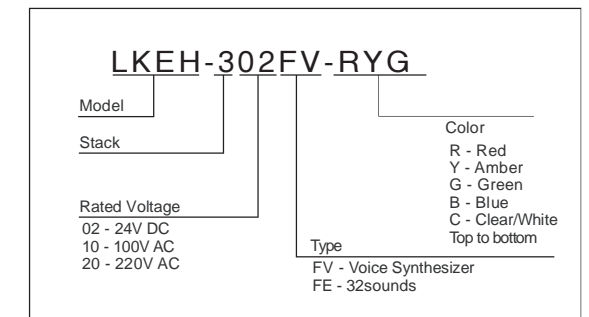 LKEH-302FV-RYG
Model
Stack
Rated Voltage
02 - 24V DC
10 - 100V AC
20 - 220V AC
Type
FV - Voice Synthesizer
FE - 32sounds
Color
R - Red
Y - Amber
G - Green
B - Blue
C - Clear/White
Top to bottom